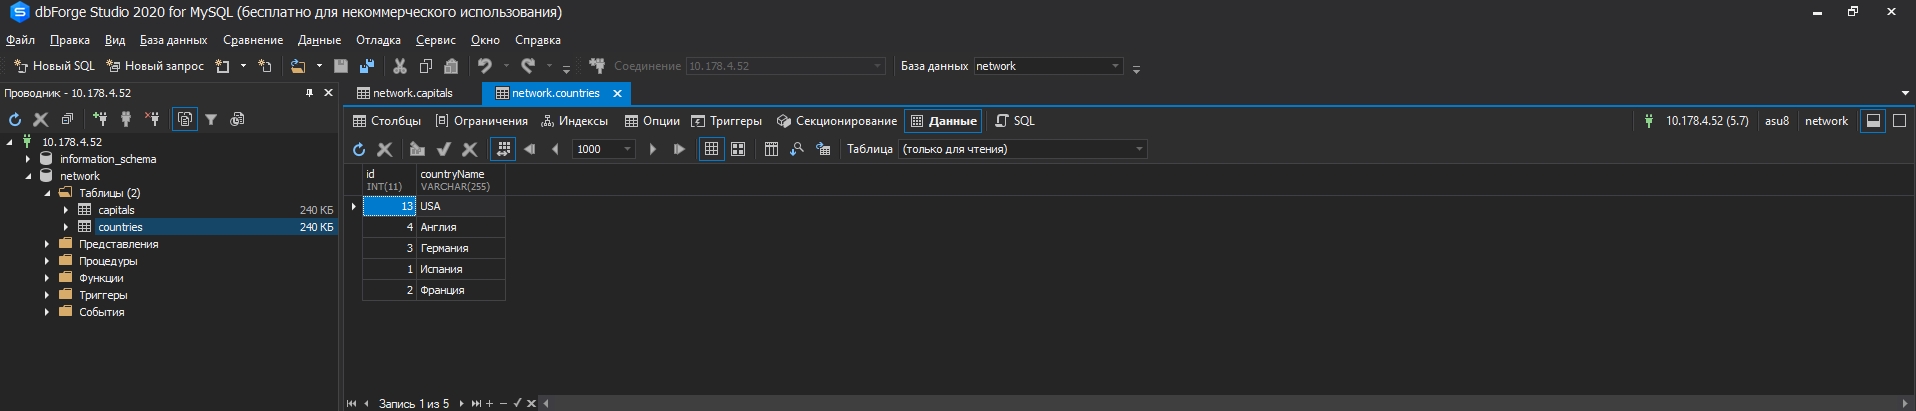 dbForge Studio 2020 for MySQL (бесплатно для некоммерческого использования)
Файл Правка Вид База данных Сравнение Данные Отладка Сервис Окно Справка
Новый SQL Новый запрос Соединение 10.178.4.52 База данных network
Проводник - 10.178.4.52
network.capitals network.countries
Столбцы Ограничения Индексы Опции Триггеры Секционирование Данные SQL 10.178.4.52 (5.7) asu8 network
1000 Таблица (только для чтения)
10.178.4.52
information_schema
network
Таблицы (2)
capitals 240 КБ
countries 240 КБ
Представления
Процедуры
Функции
Триггеры
События
id countryName
INT(11) VARCHAR(255)
13 USA
4 Англия
3 Германия
1 Испания
2 Франция
Запись 1 из 5